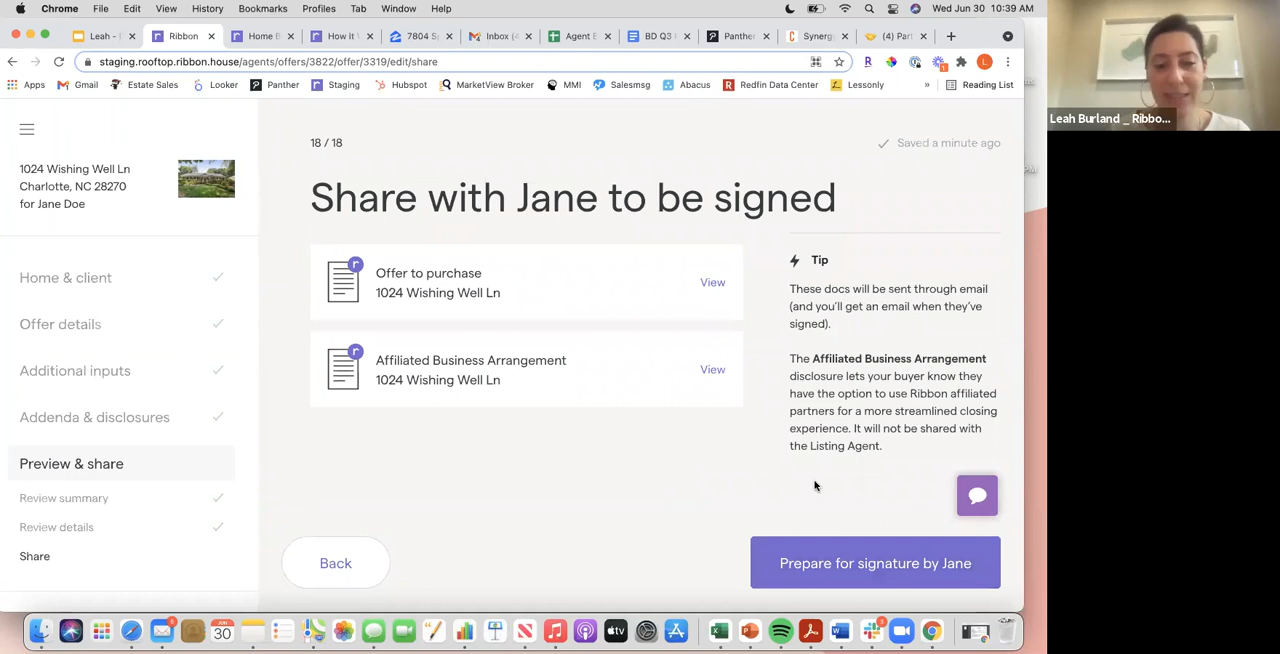 Chrome File Edit View History Bookmarks Profiles Tab Window Help
Wed Jun 30 10:39 AM
Leah -
Ribbon
Home B
How It
7804 S
Inbox (4
Agent E
BD Q3
Panther
Synerg
(4) Part
staging.rooftop.ribbon.house/agents/offers/3822/offer/3319/edit/share
L
Apps Gmail Estate Sales Looker Panther Staging Hubspot MarketView Broker MMI Salesmsg Abacus Redfin Data Center Lessonly » Reading List
1024 Wishing Well Ln
Charlotte, NC 28270
for Jane Doe
Home & client
Offer details
Additional inputs
Addenda & disclosures
Preview & share
Review summary
Review details
Share
18 / 18
Saved a minute ago
Share with Jane to be signed
r
Offer to purchase
1024 Wishing Well Ln
View
r
Affiliated Business Arrangement
1024 Wishing Well Ln
View
Tip
These docs will be sent through email
(and you'll get an email when they've
signed).
The Affiliated Business Arrangement
disclosure lets your buyer know they
have the option to use Ribbon affiliated
partners for a more streamlined closing
experience. It will not be shared with
the Listing Agent.
Back
Prepare for signature by Jane
Leah Burland _ Ribbo...
PM
JUN
30
tv